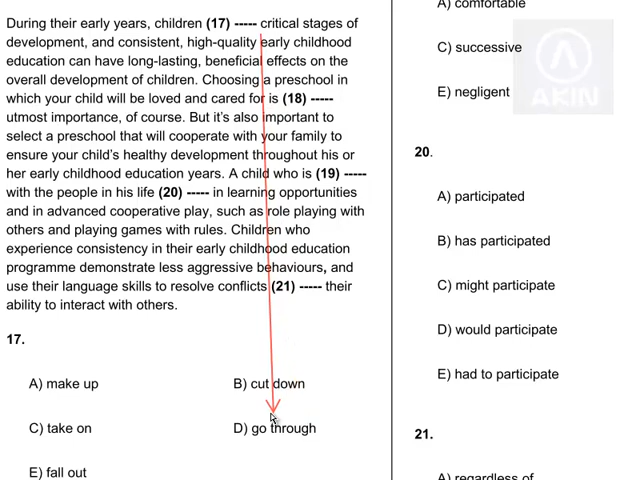 During their early years, children (17) ----- critical stages of
development, and consistent, high-quality early childhood
education can have long-lasting, beneficial effects on the
overall development of children. Choosing a preschool in
which your child will be loved and cared for is (18) -----
utmost importance, of course. But it's also important to
select a preschool that will cooperate with your family to
ensure your child's healthy development throughout his or
her early childhood education years. A child who is (19) -----
with the people in his life (20) ----- in learning opportunities
and in advanced cooperative play, such as role playing with
others and playing games with rules. Children who
experience consistency in their early childhood education
programme demonstrate less aggressive behaviours, and
use their language skills to resolve conflicts (21) ----- their
ability to interact with others.
17.
A) make up
B) cut down
C) take on
D) go through
E) fall out
A) comfortable
C) successive
E) negligent
AKIN
20.
A) participated
B) has participated
C) might participate
D) would participate
E) had to participate
21.
A) regardless of